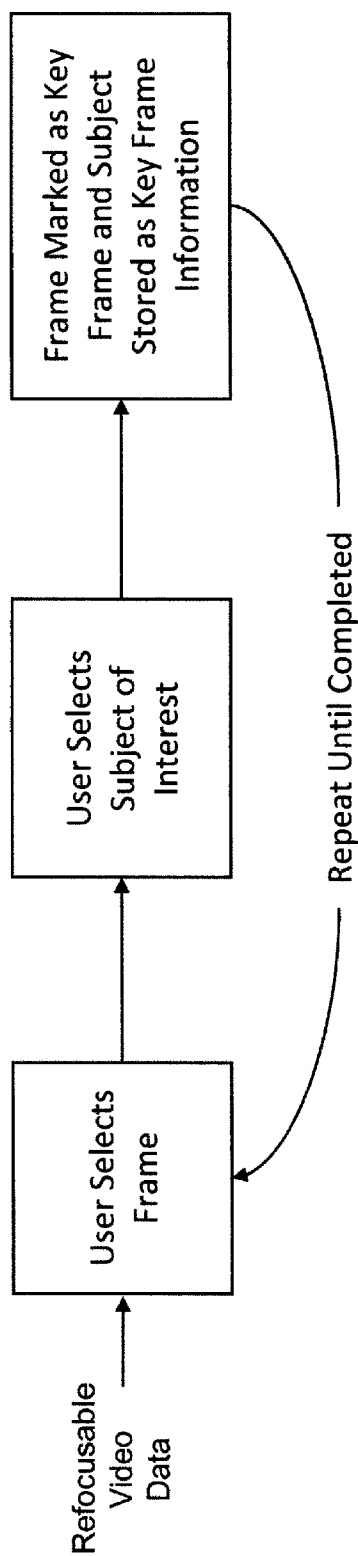 Refocusable
Video
Data
User Selects
Frame
User Selects
Subject of
Interest
Frame Marked as Key
Frame and Subject
Stored as Key Frame
Information
Repeat Until Completed